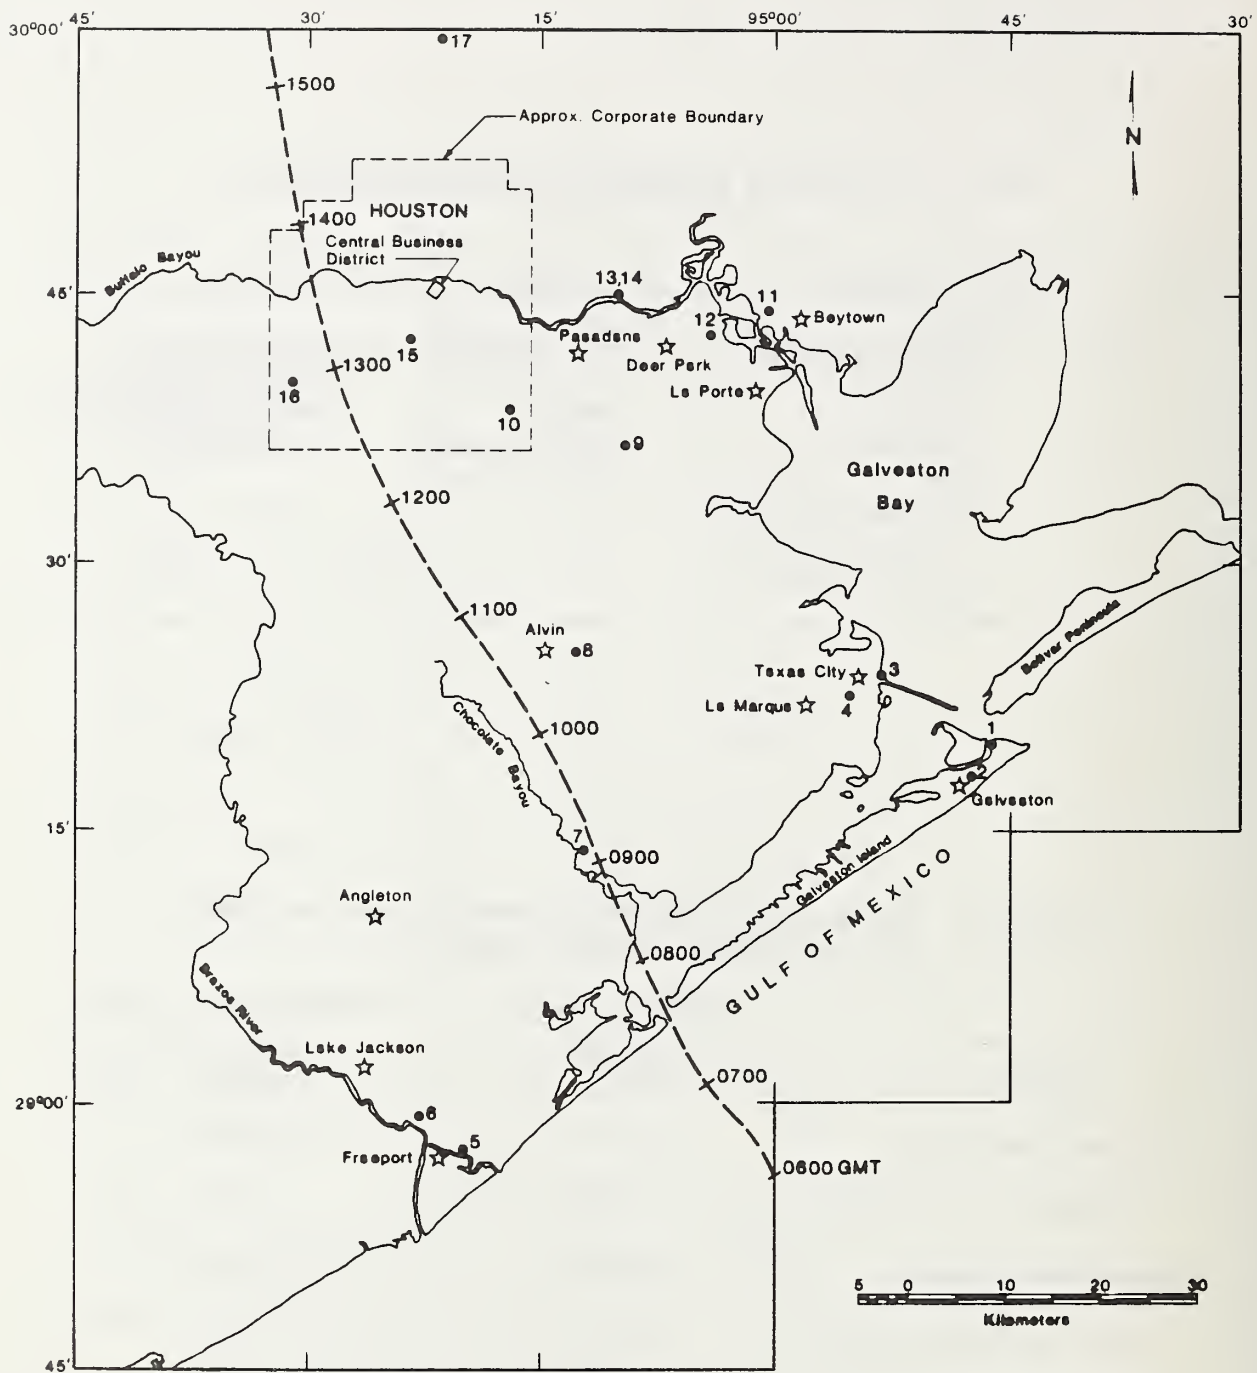 45′ 30′ 15′ 95°00′ 45′ 30′
30°00′
17
1500
Approx. Corporate Boundary
N
HOUSTON
1400
Central Business
District
Buffalo Bayou
45′
13,14
11
Baytown
12
15
Pasadena
Deer Park
1300
La Porte
16
10
9
Galveston
Bay
1200
30′
1100
Alvin
8
Bolivar Peninsula
Texas City
3
La Marque
4
Chocolate
Bayou
1000
1
2
Galveston
15′
7
0900
Galveston Island
GULF OF MEXICO
Angleton
0800
Brazos River
Lake Jackson
0700
29°00′
6
5
Freeport
0600 GMT
5 0 10 20 30
Kilometers
45′